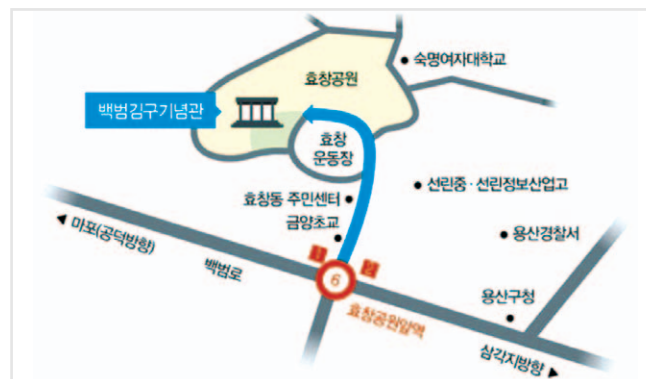 숙명여자대학교
효창공원
백범김구기념관
효창
운동장
선린중·선린정보산업고
효창동 주민센터
금양초교
용산경찰서
◀ 마포(공덕방향)
백범로
1
2
6
효창공원앞역
용산구청
삼각지방향 ▶